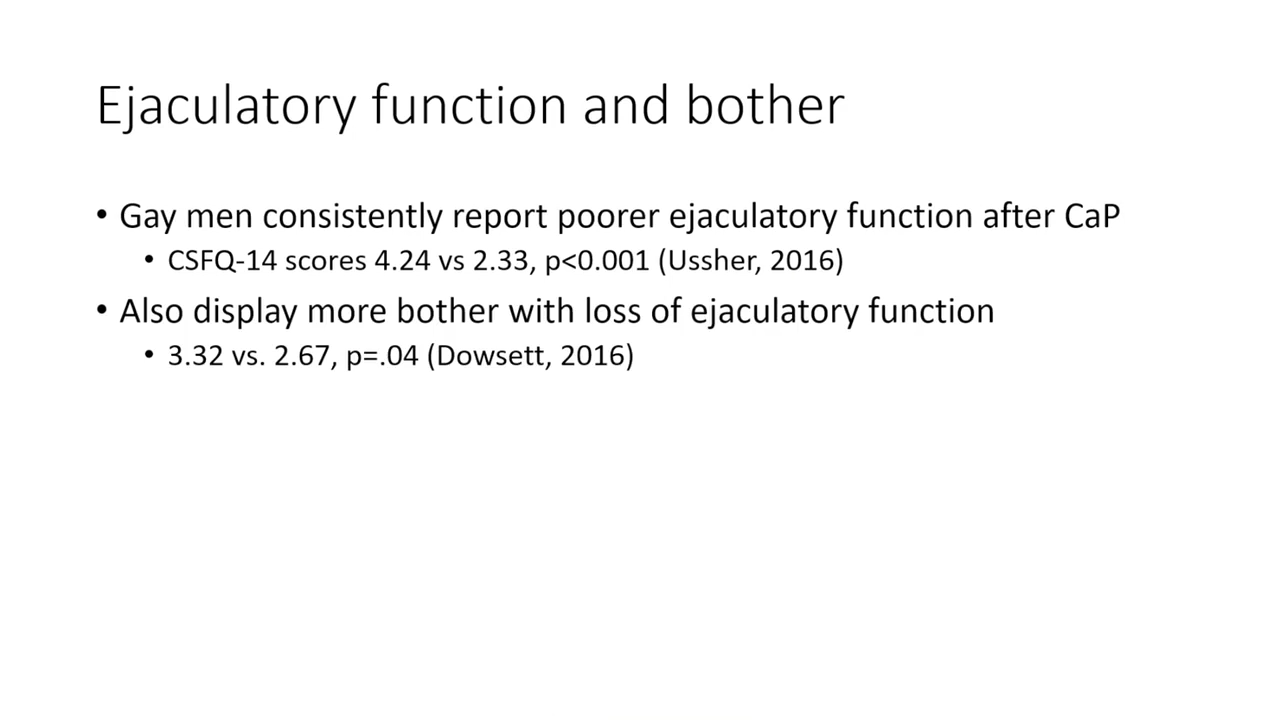 Ejaculatory function and bother
• Gay men consistently report poorer ejaculatory function after CaP
• CSFQ-14 scores 4.24 vs 2.33, p<0.001 (Ussher, 2016)
• Also display more bother with loss of ejaculatory function
• 3.32 vs. 2.67, p=.04 (Dowsett, 2016)